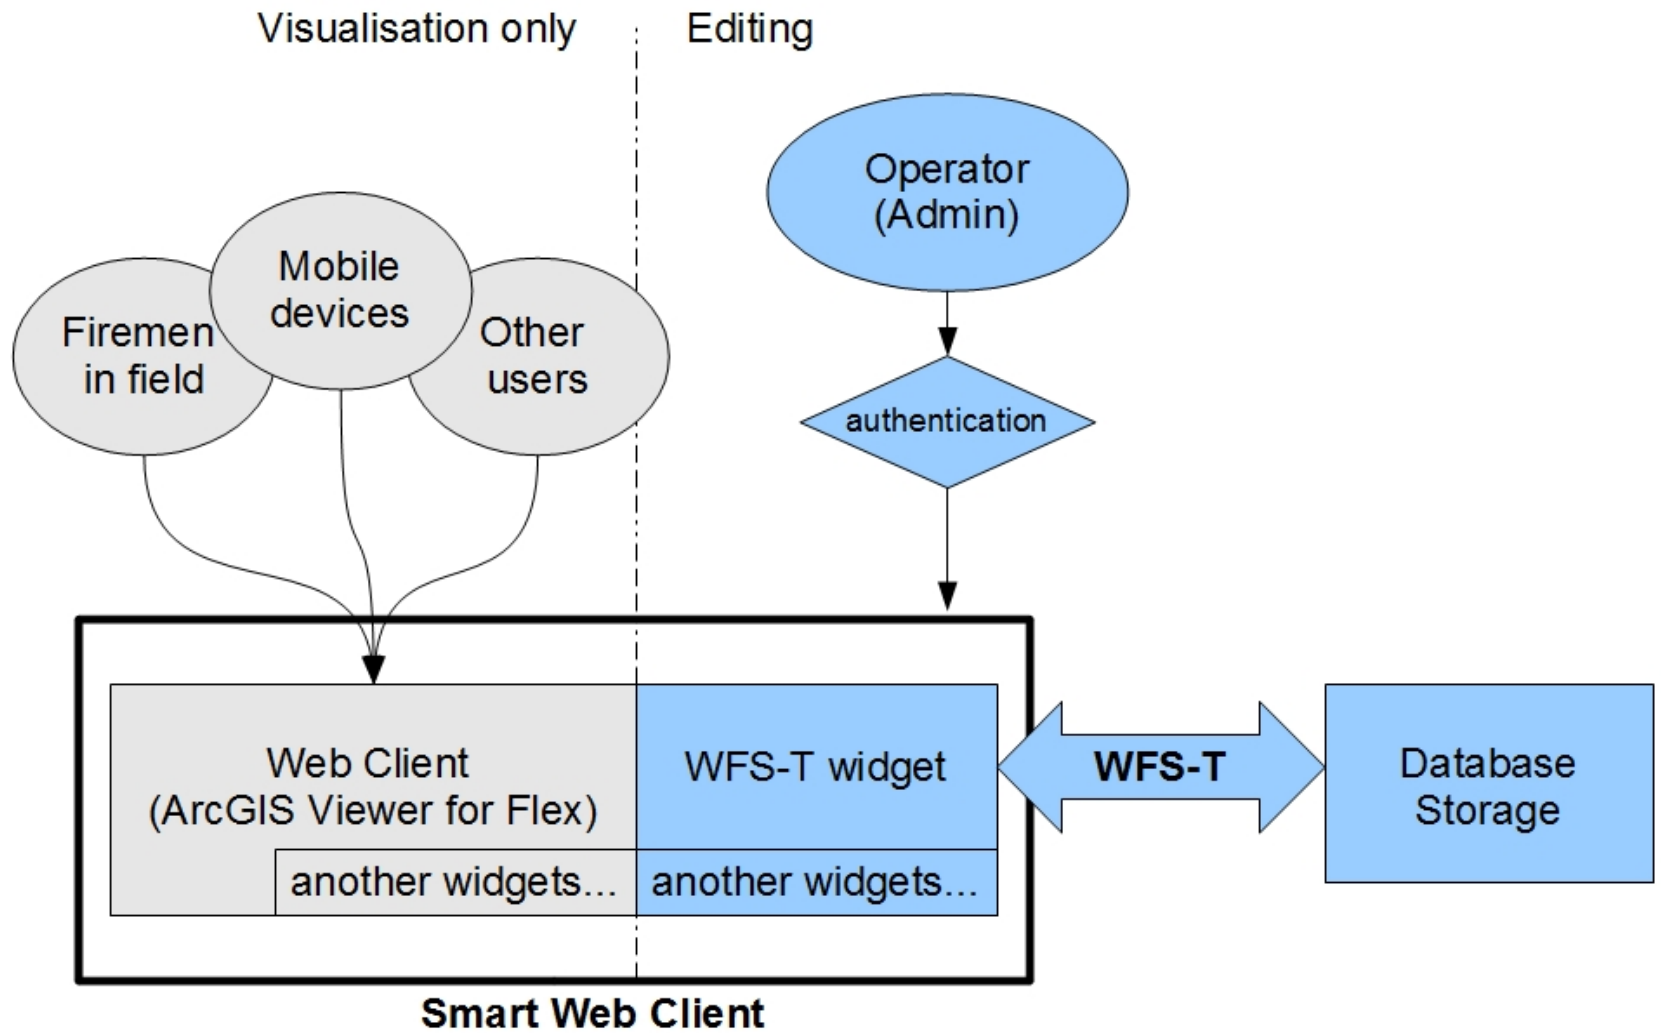 Visualisation only
Editing
Operator
(Admin)
Mobile
devices
Firemen
in field
Other
users
authentication
Web Client
(ArcGIS Viewer for Flex)
another widgets...
WFS-T widget
another widgets...
WFS-T
Database
Storage
Smart Web Client